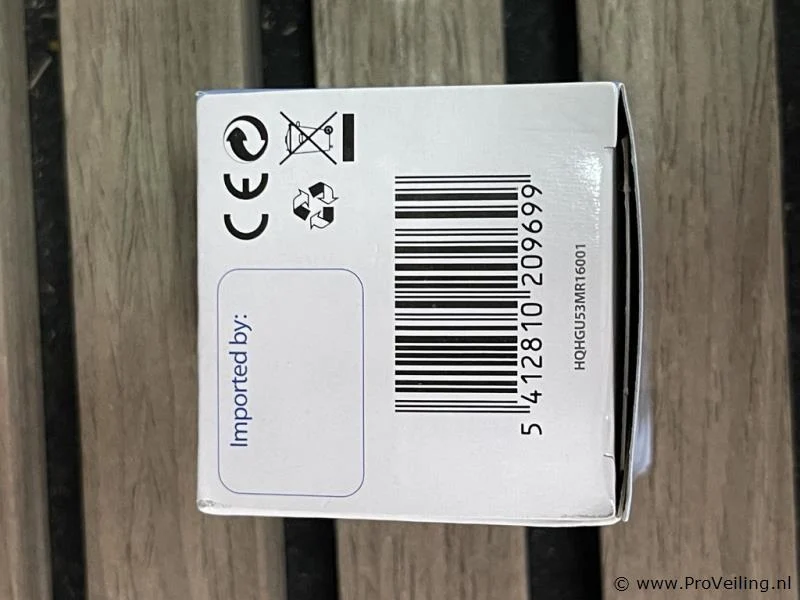 CE
Imported by:
5 412810 209699
HQHGU53MR16001
© www.ProVeiling.nl